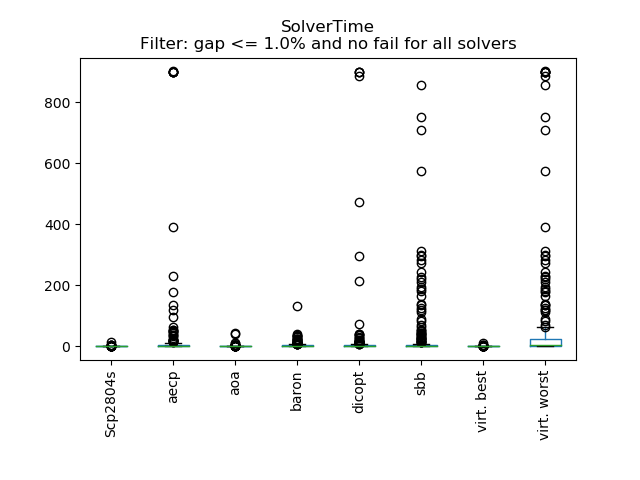 SolverTime
Filter: gap <= 1.0% and no fail for all solvers
800
600
400
200
0
Scp2804s
aecp
aoa
baron
dicopt
sbb
virt. best
virt. worst